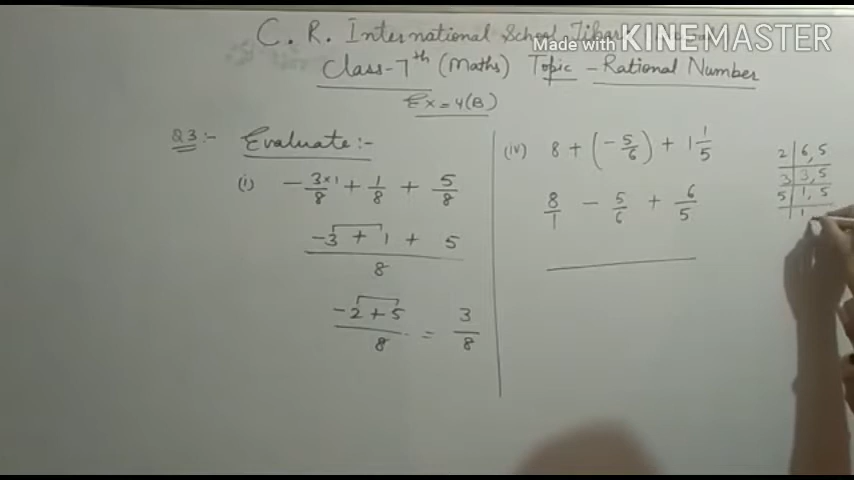 C. R. International School
Made with KINEMASTER
Class-7th (Maths) Topic - Rational Number
Ex = 4(B)
Q3:- Evaluate:-
(i) - 3×1/8 + 1/8 + 5/8
-3 + 1 + 5
8
-2 + 5 / 8 = 3/8
(iv) 8 + (-5/6) + 1 1/5
8/1 - 5/6 + 6/5
2 | 6, 5
3 | 3, 5
5 | 1, 5
1